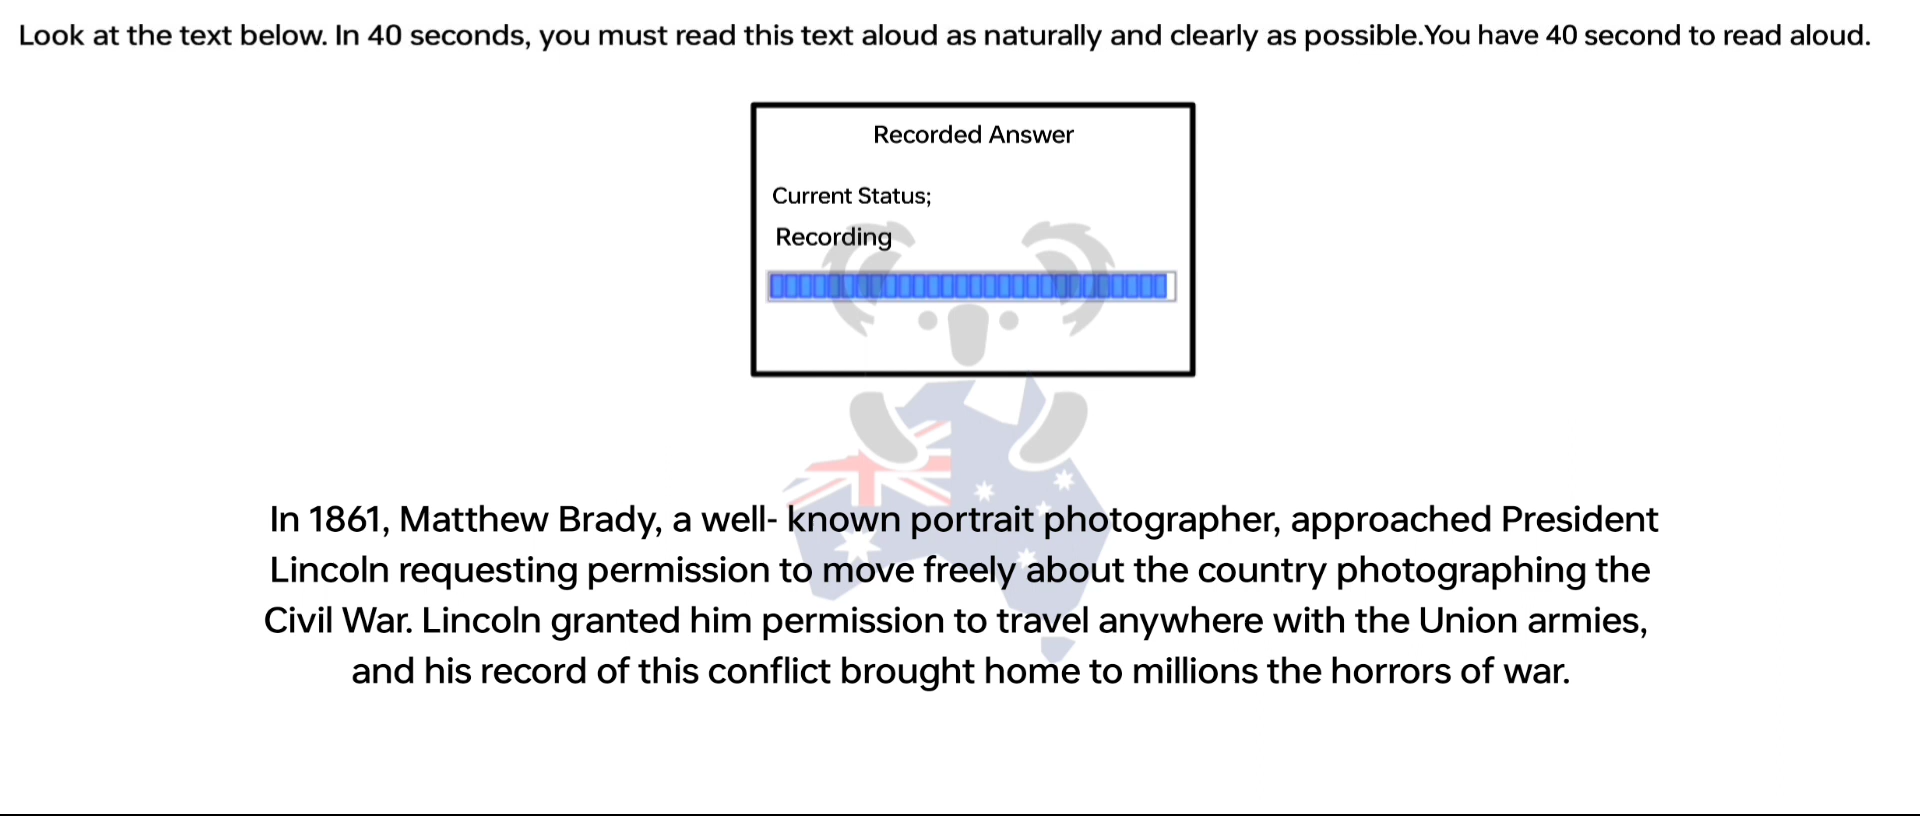 Look at the text below. In 40 seconds, you must read this text aloud as naturally and clearly as possible.You have 40 second to read aloud.
Recorded Answer
Current Status;
Recording
In 1861, Matthew Brady, a well- known portrait photographer, approached President
Lincoln requesting permission to move freely about the country photographing the
Civil War. Lincoln granted him permission to travel anywhere with the Union armies,
and his record of this conflict brought home to millions the horrors of war.